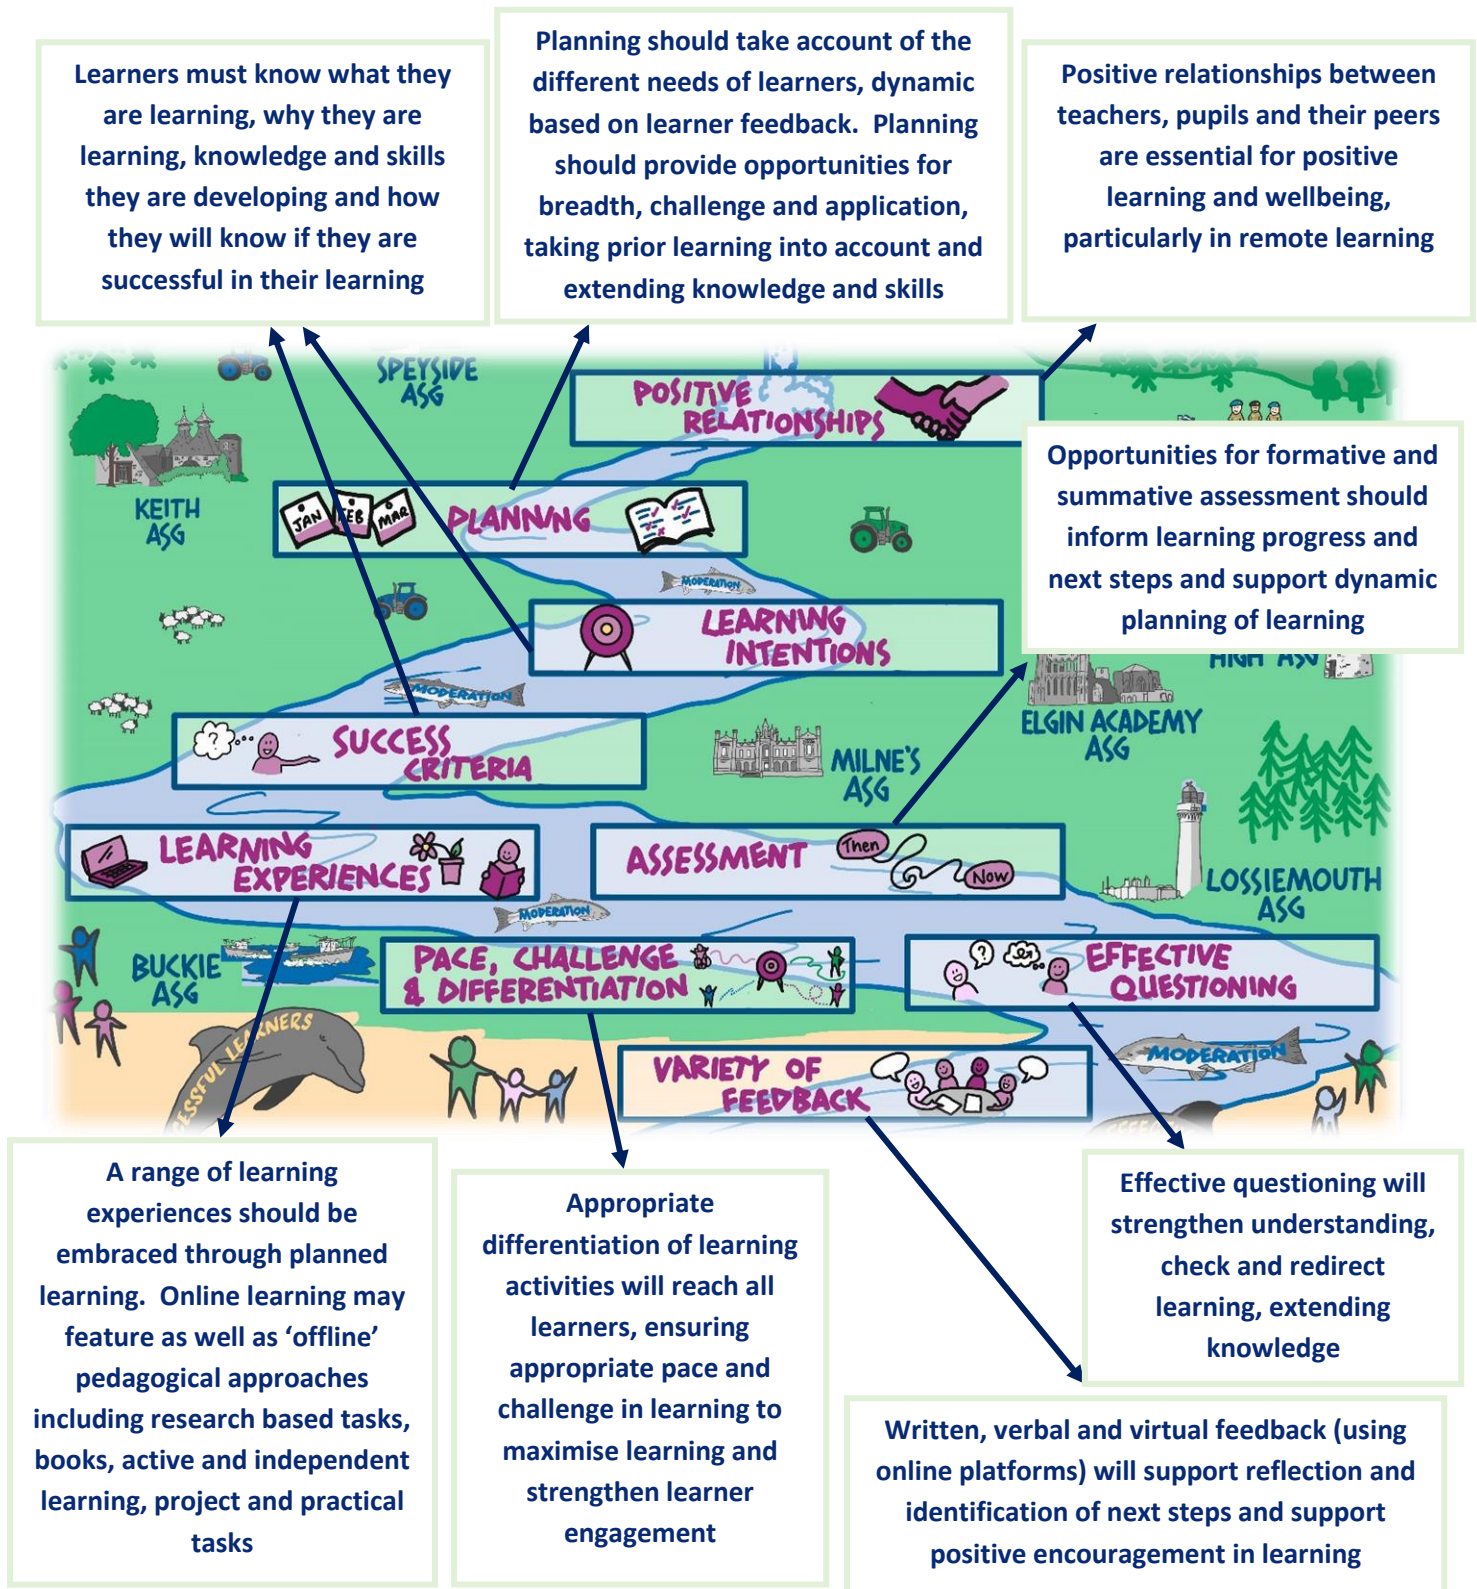 Learners must know what they
are learning, why they are
learning, knowledge and skills
they are developing and how
they will know if they are
successful in their learning
Planning should take account of the
different needs of learners, dynamic
based on learner feedback.  Planning
should provide opportunities for
breadth, challenge and application,
taking prior learning into account and
extending knowledge and skills
Positive relationships between
teachers, pupils and their peers
are essential for positive
learning and wellbeing,
particularly in remote learning
SPEYSIDE
ASG
POSITIVE
RELATIONSHIPS
KEITH
ASG
JAN FEB MAR
PLANNING
Opportunities for formative and
summative assessment should
inform learning progress and
next steps and support dynamic
planning of learning
MODERATION
LEARNING
INTENTIONS
HIGH ASG
MODERATION
ELGIN ACADEMY
ASG
SUCCESS
CRITERIA
MILNE'S
ASG
LEARNING
EXPERIENCES
ASSESSMENT
Then
Now
LOSSIEMOUTH
ASG
MODERATION
BUCKIE
ASG
PACE, CHALLENGE
& DIFFERENTIATION
EFFECTIVE
QUESTIONING
CESSFUL LEARNERS
VARIETY OF
FEEDBACK
MODERATION
A range of learning
experiences should be
embraced through planned
learning.  Online learning may
feature as well as ‘offline’
pedagogical approaches
including research based tasks,
books, active and independent
learning, project and practical
tasks
Appropriate
differentiation of learning
activities will reach all
learners, ensuring
appropriate pace and
challenge in learning to
maximise learning and
strengthen learner
engagement
Effective questioning will
strengthen understanding,
check and redirect
learning, extending
knowledge
Written, verbal and virtual feedback (using
online platforms) will support reflection and
identification of next steps and support
positive encouragement in learning